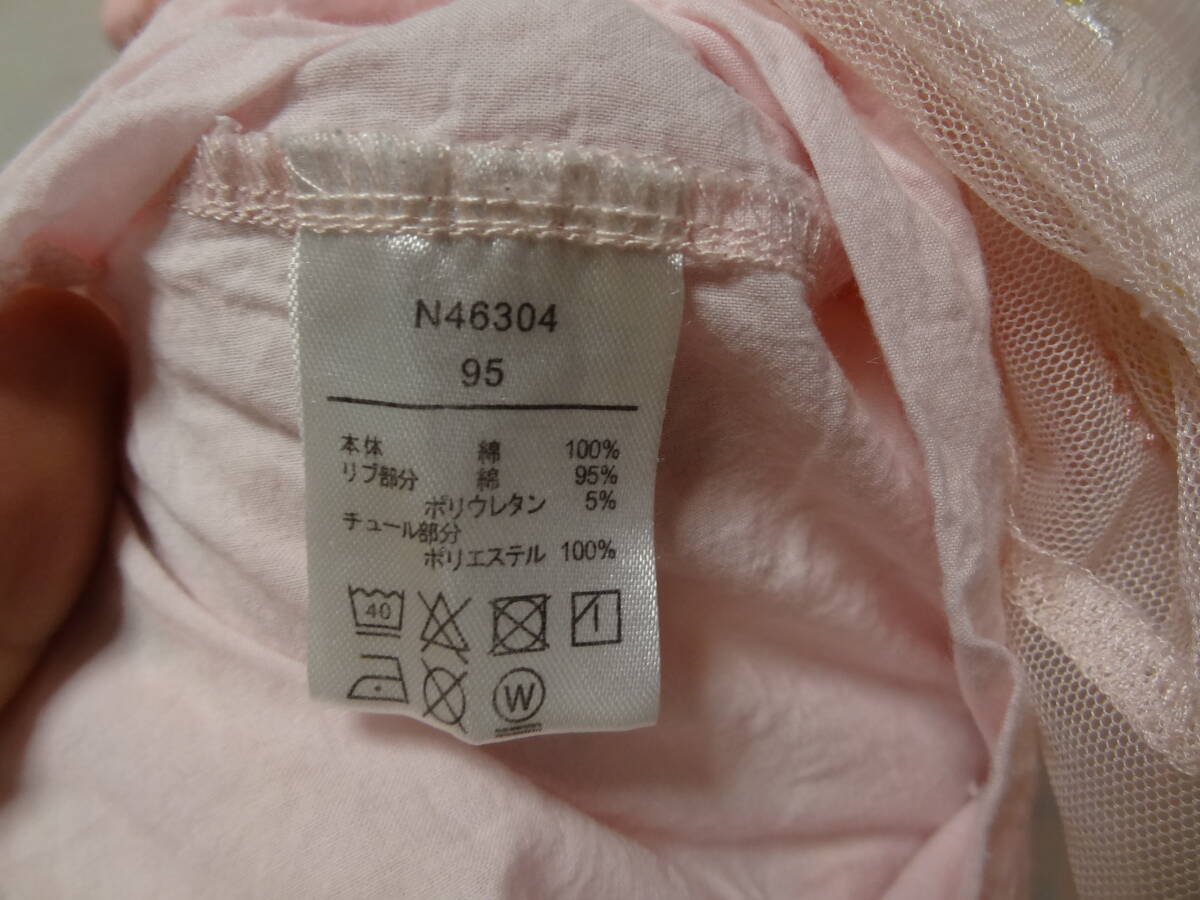 N46304
95
本体 綿 100%
リブ部分 綿 95%
ポリウレタン 5%
チュール部分
ポリエステル 100%
40
W